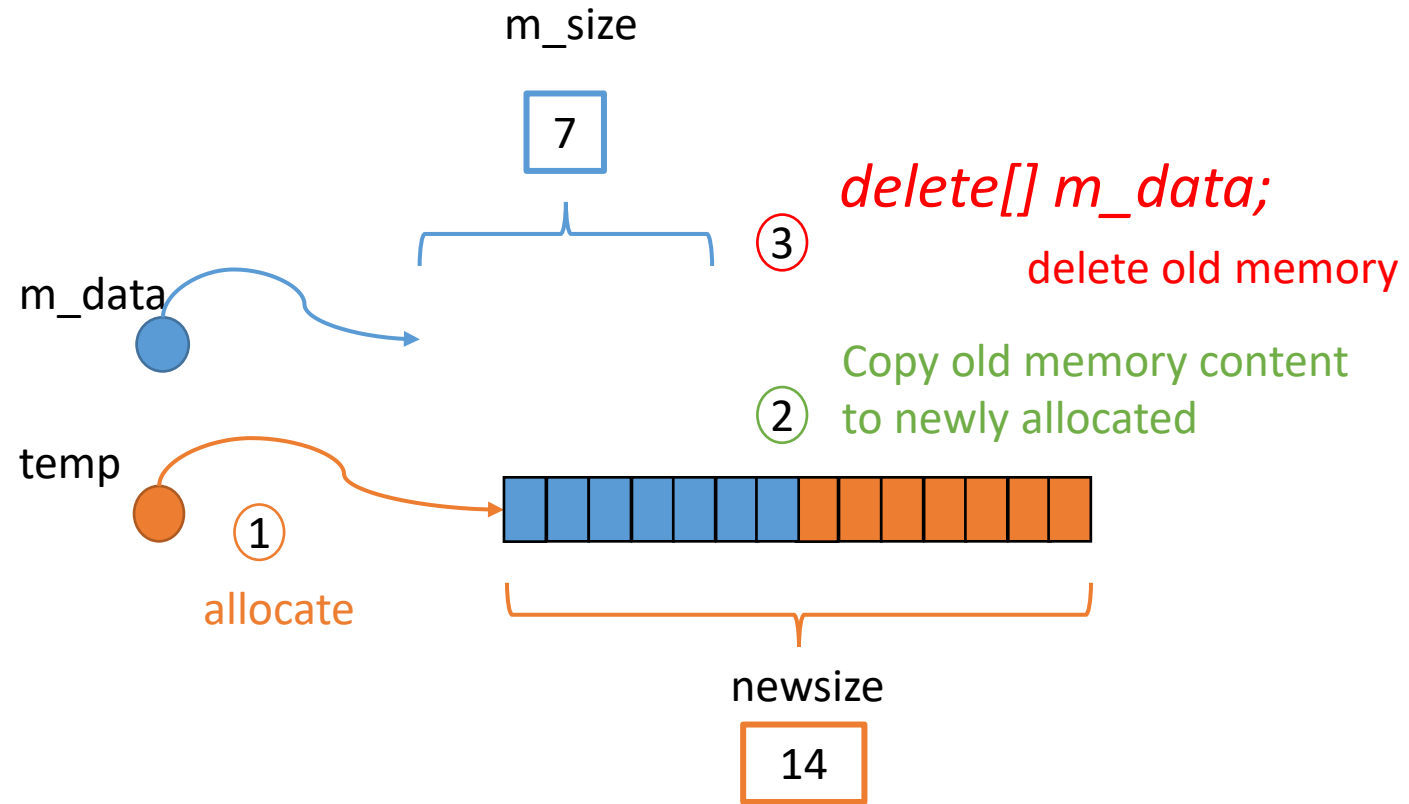 m_size
7
delete[] m_data;
3
delete old memory
m_data
Copy old memory content
2
to newly allocated
temp
1
allocate
newsize
14